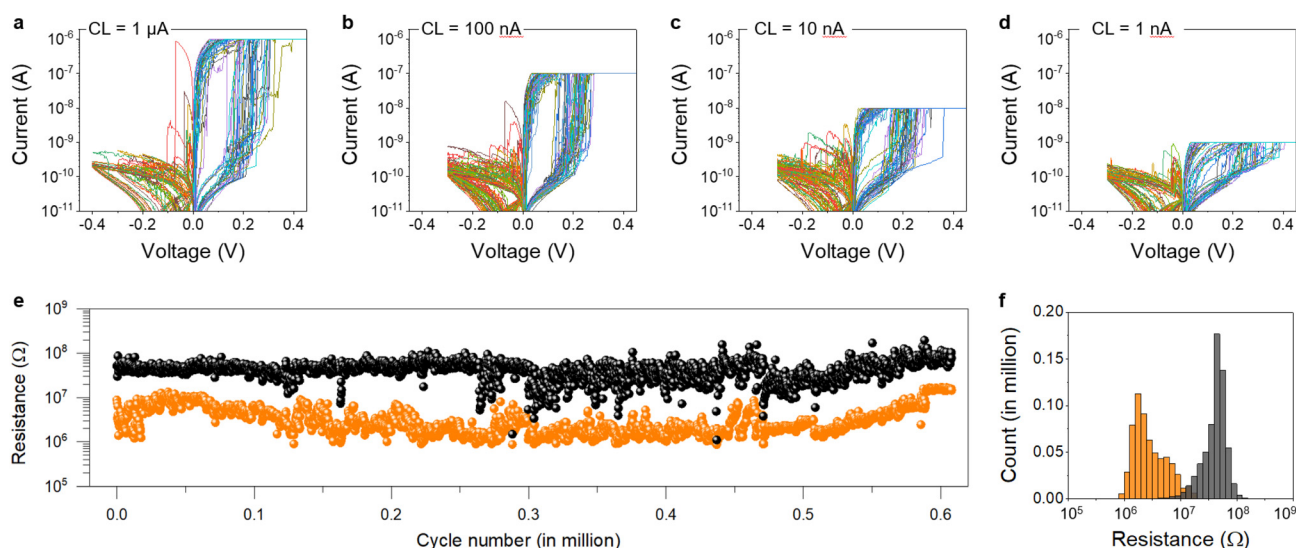 a CL = 1 µA
b CL = 100 nA
c CL = 10 nA
d CL = 1 nA
10⁻⁶
10⁻⁷
10⁻⁸
10⁻⁹
10⁻¹⁰
10⁻¹¹
Current (A)
-0.4 -0.2 0.0 0.2 0.4
Voltage (V)
10⁻⁶
10⁻⁷
10⁻⁸
10⁻⁹
10⁻¹⁰
10⁻¹¹
Current (A)
-0.4 -0.2 0.0 0.2 0.4
Voltage (V)
10⁻⁶
10⁻⁷
10⁻⁸
10⁻⁹
10⁻¹⁰
10⁻¹¹
Current (A)
-0.4 -0.2 0.0 0.2 0.4
Voltage (V)
10⁻⁶
10⁻⁷
10⁻⁸
10⁻⁹
10⁻¹⁰
10⁻¹¹
Current (A)
-0.4 -0.2 0.0 0.2 0.4
Voltage (V)
e
10⁹
10⁸
10⁷
10⁶
10⁵
Resistance (Ω)
0.0 0.1 0.2 0.3 0.4 0.5 0.6
Cycle number (in million)
f
0.20
0.15
0.10
0.05
0.00
Count (in million)
10⁵ 10⁶ 10⁷ 10⁸ 10⁹
Resistance (Ω)